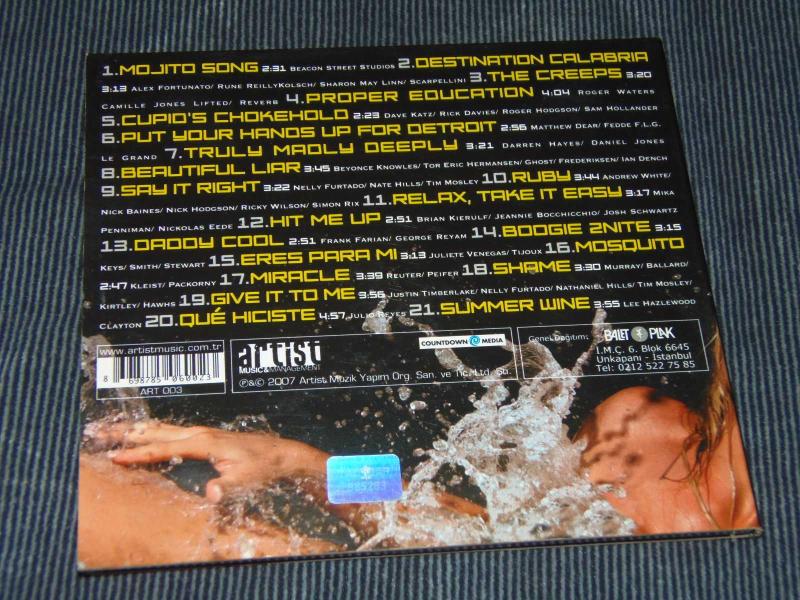 1.MOJITO SONG 2:31 BEACON STREET STUDIOS 2.DESTINATION CALABRIA
3:13 ALEX FORTUNATO/ RUNE REILLYKOLSCH/ SHARON MAY LINN/ SCARPELLINI 3.THE CREEPS 3:20
CAMILLE JONES LIFTED/ REVERB 4.PROPER EDUCATION 4:04 ROGER WATERS
5.CUPID'S CHOKEHOLD 2:23 DAVE KATZ/ RICK DAVIES/ ROGER HODGSON/ SAM HOLLANDER
6.PUT YOUR HANDS UP FOR DETROIT 2:56 MATTHEW DEAR/ FEDDE F.L.G.
LE GRAND 7.TRULY MADLY DEEPLY 3:21 DARREN HAYES/ DANIEL JONES
8.BEAUTIFUL LIAR 3:45 BEYONCE KNOWLES/ TOR ERIC HERMANSEN/ GHOST/ FREDERIKSEN/ IAN DENCH
9.SAY IT RIGHT 3:22 NELLY FURTADO/ NATE HILLS/ TIM MOSLEY 10.RUBY 3:44 ANDREW WHITE/
NICK BAINES/ NICK HODGSON/ RICKY WILSON/ SIMON RIX 11.RELAX, TAKE IT EASY 3:17 MIKA
PENNIMAN/ NICKOLAS EEDE 12.HIT ME UP 2:51 BRIAN KIERULF/ JEANNIE BOCCHICCHIO/ JOSH SCHWARTZ
13.DADDY COOL 2:51 FRANK FARIAN/ GEORGE REYAM 14.BOOGIE 2NITE 3:15
KEYS/ SMITH/ STEWART 15.ERES PARA MI 3:13 JULIETE VENEGAS/ TIJOUX 16.MOSQUITO
2:47 KLEIST/ PACKORNY 17.MIRACLE 3:39 REUTER/ PEIFER 18.SHAME 3:30 MURRAY/ BALLARD/
KIRTLEY/ HAWHS 19.GIVE IT TO ME 3:56 JUSTIN TIMBERLAKE/ NELLY FURTADO/ NATHANIEL HILLS/ TIM MOSLEY/
CLAYTON 20.QUÉ HICISTE 4:57 JULIO REYES 21.SUMMER WINE 3:55 LEE HAZLEWOOD
www.artistmusic.com.tr
8 698785 060023
ART 003
artist
MUSIC&MANAGEMENT
COUNTDOWN MEDIA
℗&© 2007 Artist Müzik Yapım Org. San. ve Tic. Ltd. Şti.
Genel Dağıtım:
BALET PLAK
I.M.Ç. 6. Blok 6645
Unkapanı - İstanbul
Tel: 0212 522 75 85